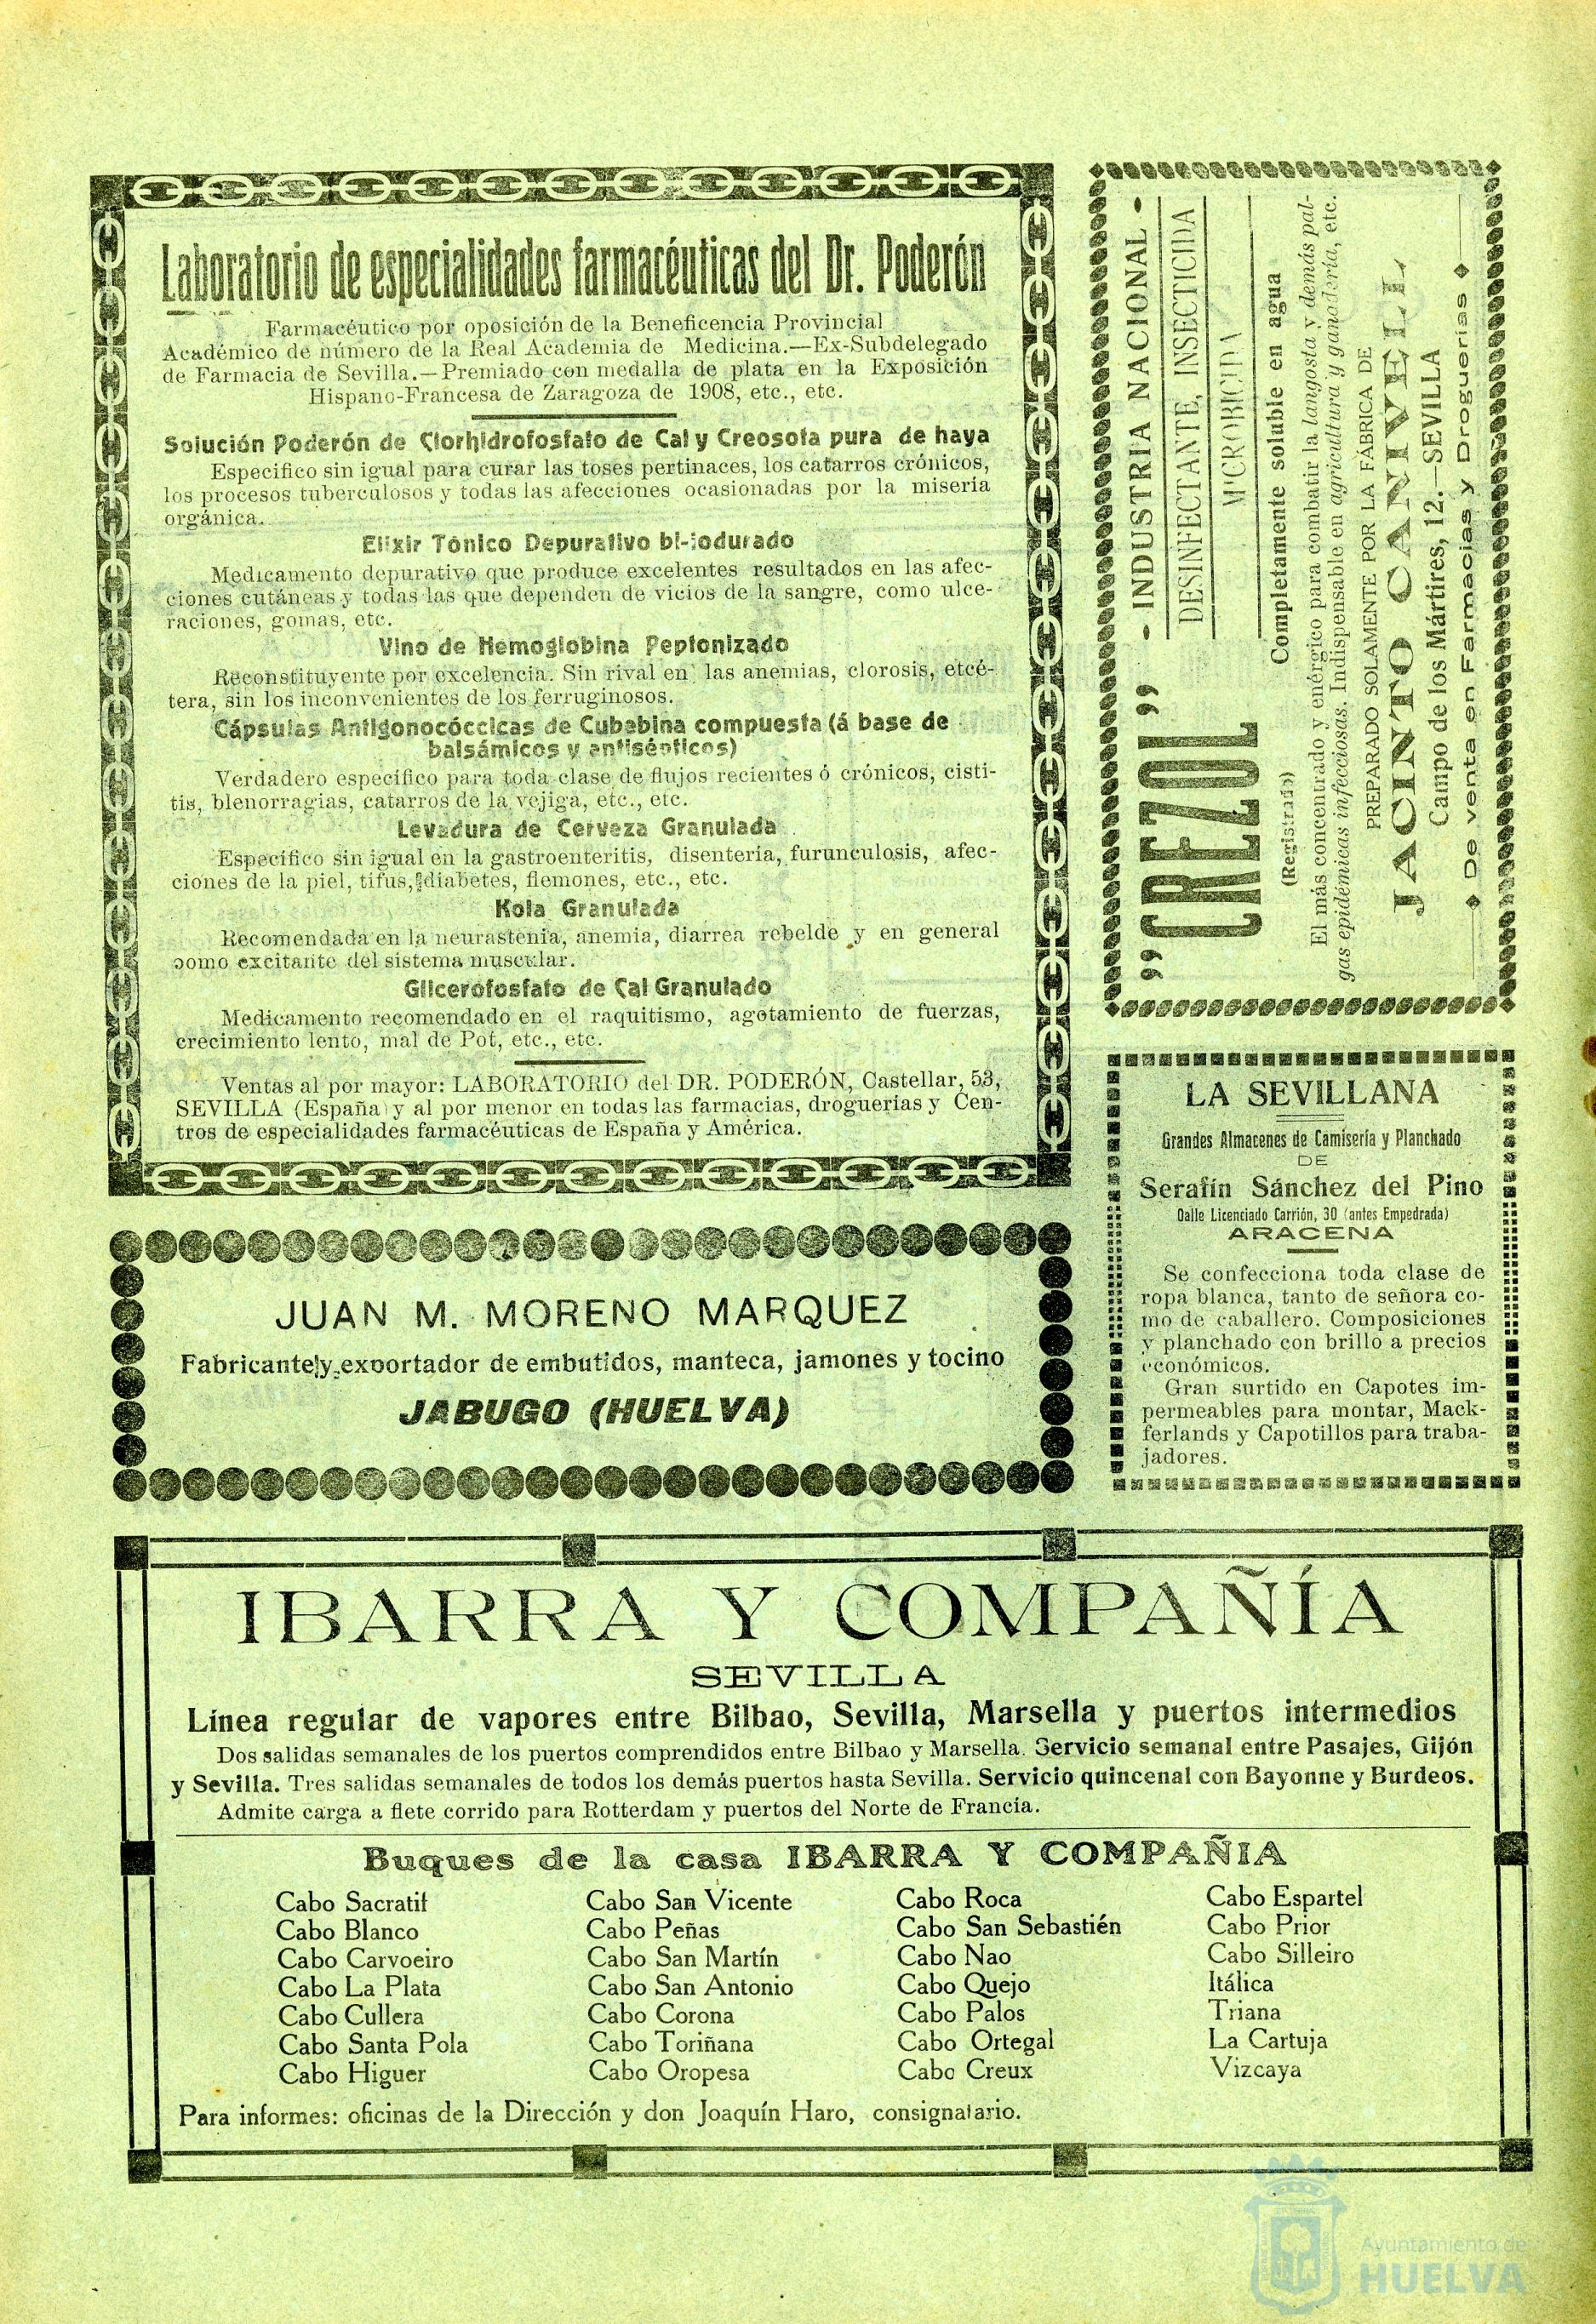 Laboratorio de especialidades farmacéuticas del Dr. Poderón
Farmacéutico por oposición de la Beneficencia Provincial
Académico de número de la Real Academia de Medicina.—Ex-Subdelegado
de Farmacia de Sevilla.—Premiado con medalla de plata en la Exposición
Hispano-Francesa de Zaragoza de 1908, etc., etc.
Solución Poderón de Clorhidrofosfato de Cal y Creosota pura de haya
Especifico sin igual para curar las toses pertinaces, los catarros crónicos,
los procesos tuberculosos y todas las afecciones ocasionadas por la miseria
orgánica.
Elixir Tónico Depurativo bi-iodurado
Medicamento depurativo que produce excelentes resultados en las afec-
ciones cutáneas y todas las que dependen de vicios de la sangre, como ulce-
raciones, gomas, etc.
Vino de Hemoglobina Peptonizado
Reconstituyente por excelencia. Sin rival en las anemias, clorosis, etcé-
tera, sin los inconvenientes de los ferruginosos.
Cápsulas Antigonocóccicas de Cubebina compuesta (á base de
balsámicos y antisépticos)
Verdadero especifico para toda clase de flujos recientes ó crónicos, cisti-
tis, blenorragias, catarros de la vejiga, etc., etc.
Levadura de Cerveza Granulada
Especifico sin igual en la gastroenteritis, disentería, furunculosis, afec-
ciones de la piel, tifus, diabetes, flemones, etc., etc.
Kola Granulada
Recomendada en la neurastenia, anemia, diarrea rebelde y en general
como excitante del sistema muscular.
Glicerofosfato de Cal Granulado
Medicamento recomendado en el raquitismo, agotamiento de fuerzas,
crecimiento lento, mal de Pot, etc., etc.
Ventas al por mayor: LABORATORIO del DR. PODERÓN, Castellar, 53,
SEVILLA (España) y al por menor en todas las farmacias, droguerías y Cen-
tros de especialidades farmacéuticas de España y América.
"CREZOL" - INDUSTRIA NACIONAL -
DESINFECTANTE, INSECTICIDA
MICROBICIDA
(Registrado) Completamente soluble en agua
El más concentrado y enérgico para combatir la langosta y demás pal-
gas epidémicas infecciosas. Indispensable en agricultura y ganadería, etc.
PREPARADO SOLAMENTE POR LA FÁBRICA DE
JACINTO CANIVELL
Campo de los Mártires, 12.—SEVILLA
De venta en Farmacias y Droguerias
LA SEVILLANA
Grandes Almacenes de Camisería y Planchado
DE
Serafín Sánchez del Pino
Calle Licenciado Carrión, 30 (antes Empedrada)
ARACENA
Se confecciona toda clase de
ropa blanca, tanto de señora co-
mo de caballero. Composiciones
y planchado con brillo a precios
económicos.
Gran surtido en Capotes im-
permeables para montar, Mack-
ferlands y Capotillos para traba-
jadores.
JUAN M. MORENO MARQUEZ
Fabricante y exportador de embutidos, manteca, jamones y tocino
JABUGO (HUELVA)
IBARRA Y COMPAÑÍA
SEVILLA
Línea regular de vapores entre Bilbao, Sevilla, Marsella y puertos intermedios
Dos salidas semanales de los puertos comprendidos entre Bilbao y Marsella. Servicio semanal entre Pasajes, Gijón
y Sevilla. Tres salidas semanales de todos los demás puertos hasta Sevilla. Servicio quincenal con Bayonne y Burdeos.
Admite carga a flete corrido para Rotterdam y puertos del Norte de Francia.
Buques de la casa IBARRA Y COMPAÑIA
Cabo Sacratif
Cabo Blanco
Cabo Carvoeiro
Cabo La Plata
Cabo Cullera
Cabo Santa Pola
Cabo Higuer
Cabo San Vicente
Cabo Peñas
Cabo San Martín
Cabo San Antonio
Cabo Corona
Cabo Toriñana
Cabo Oropesa
Cabo Roca
Cabo San Sebastién
Cabo Nao
Cabo Quejo
Cabo Palos
Cabo Ortegal
Cabo Creux
Cabo Espartel
Cabo Prior
Cabo Silleiro
Itálica
Triana
La Cartuja
Vizcaya
Para informes: oficinas de la Dirección y don Joaquín Haro, consignatario.
Ayuntamiento de
HUELVA